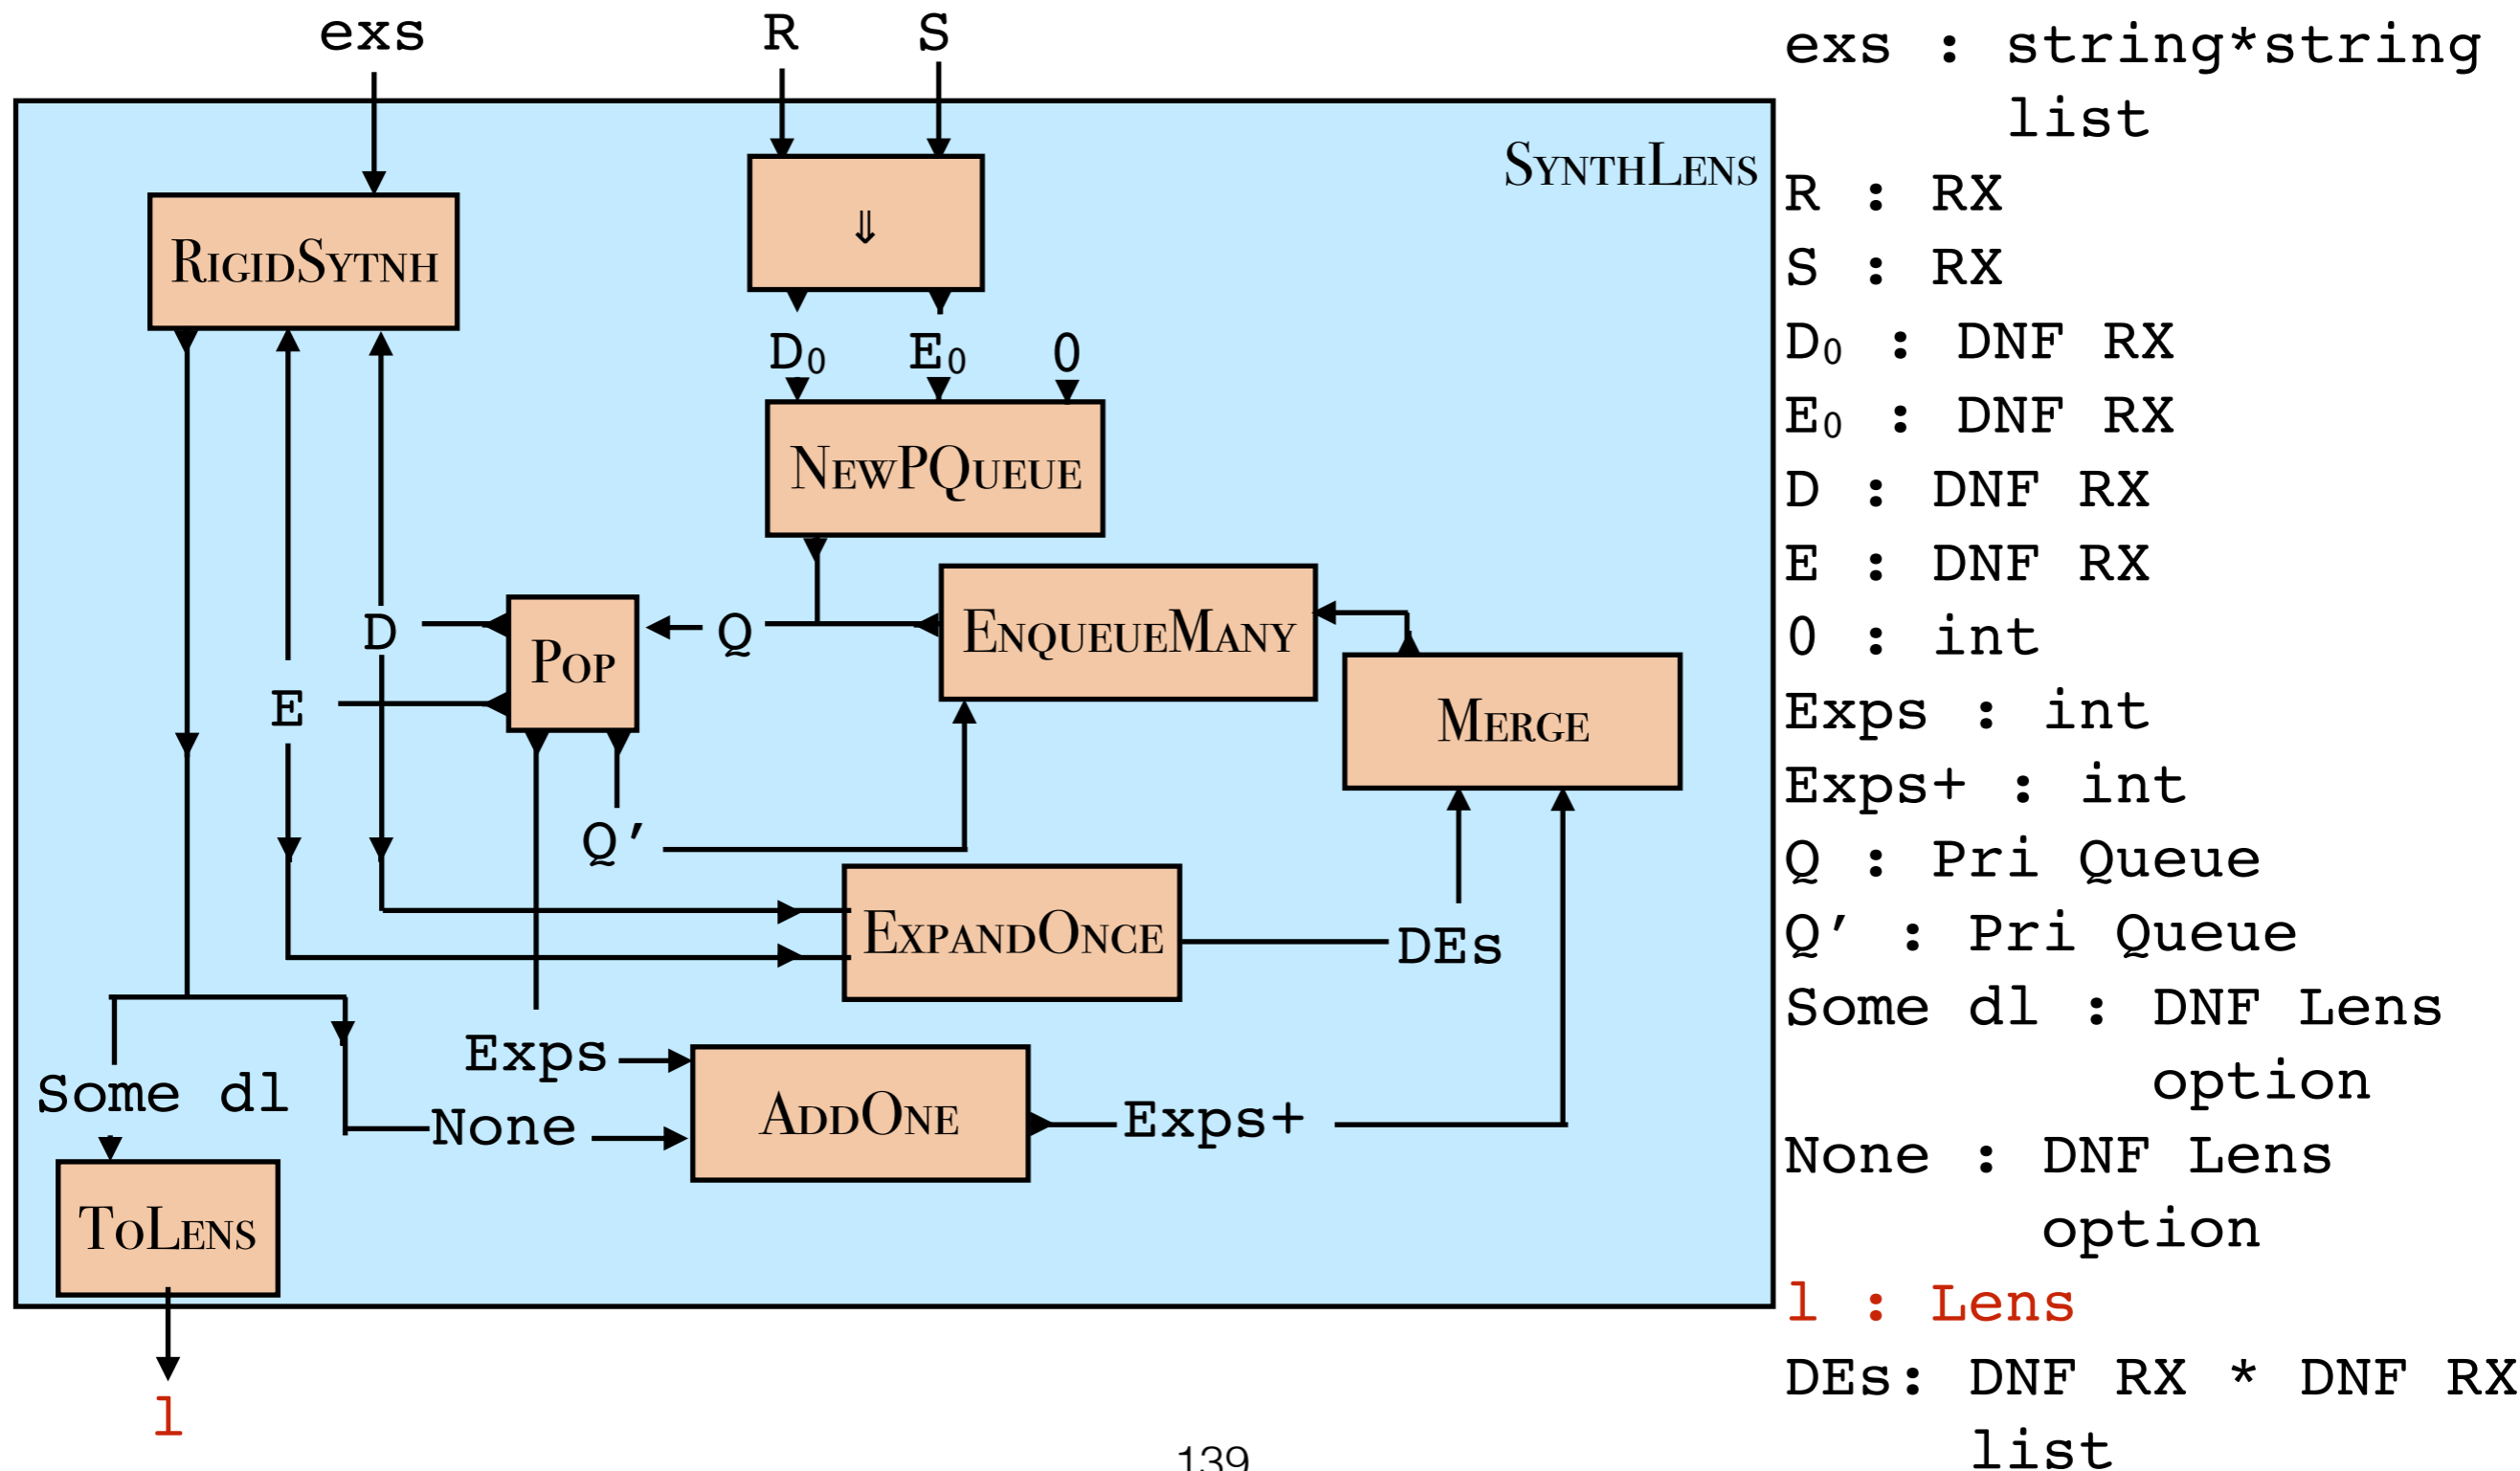 exs
R
S
SYNTHLENS
RIGIDSYTNH
⇓
D₀
E₀
0
NEWPQUEUE
D
POP
Q
ENQUEUEMANY
E
MERGE
Q’
EXPANDONCE
DEs
Exps
Some dl
None
ADDONE
Exps+
TOLENS
l
exs : string*string
list
R : RX
S : RX
D₀ : DNF RX
E₀ : DNF RX
D : DNF RX
E : DNF RX
0 : int
Exps : int
Exps+ : int
Q : Pri Queue
Q’ : Pri Queue
Some dl : DNF Lens
option
None : DNF Lens
option
l : Lens
DEs: DNF RX * DNF RX
list
139